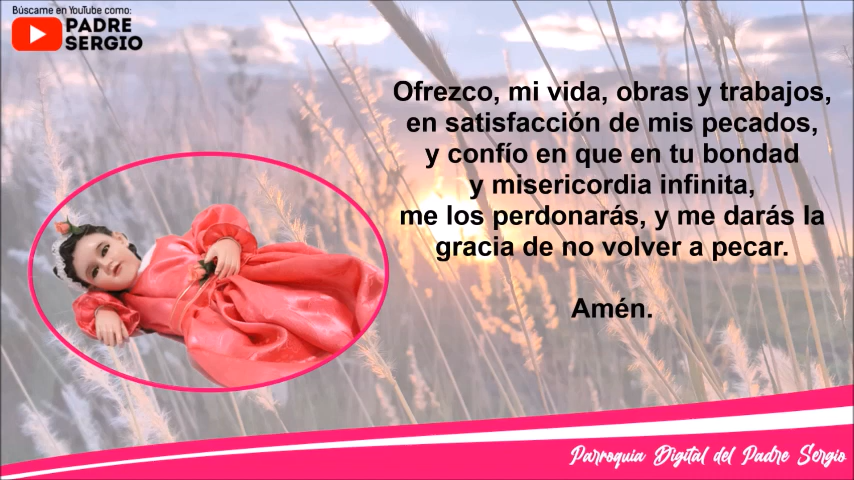 Búscame en YouTube como:
PADRE
SERGIO
Ofrezco, mi vida, obras y trabajos,
en satisfacción de mis pecados,
y confío en que en tu bondad
y misericordia infinita,
me los perdonarás, y me darás la
gracia de no volver a pecar.
Amén.
Parroquia Digital del Padre Sergio